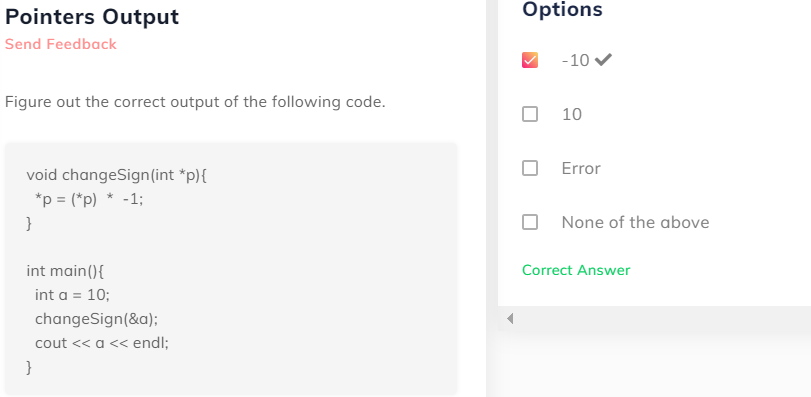 Pointers Output
Send Feedback
Figure out the correct output of the following code.
void changeSign(int *p){
*p = (*p) * -1;
}
int main(){
int a = 10;
changeSign(&a);
cout << a << endl;
}
Options
-10
10
Error
None of the above
Correct Answer